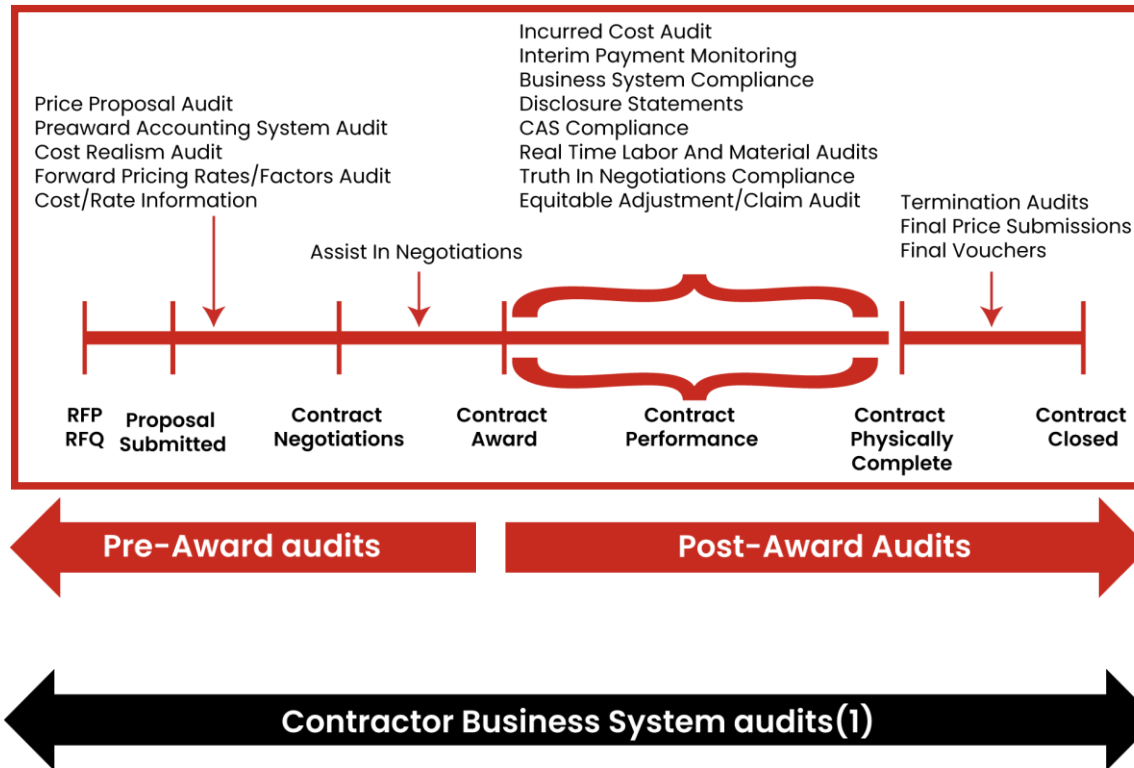 Incurred Cost Audit
Interim Payment Monitoring
Business System Compliance
Disclosure Statements
CAS Compliance
Real Time Labor And Material Audits
Truth In Negotiations Compliance
Equitable Adjustment/Claim Audit
Price Proposal Audit
Preaward Accounting System Audit
Cost Realism Audit
Forward Pricing Rates/Factors Audit
Cost/Rate Information
Assist In Negotiations
Termination Audits
Final Price Submissions
Final Vouchers
RFP
RFQ
Proposal
Submitted
Contract
Negotiations
Contract
Award
Contract
Performance
Contract
Physically
Complete
Contract
Closed
Pre-Award audits
Post-Award Audits
Contractor Business System audits(1)